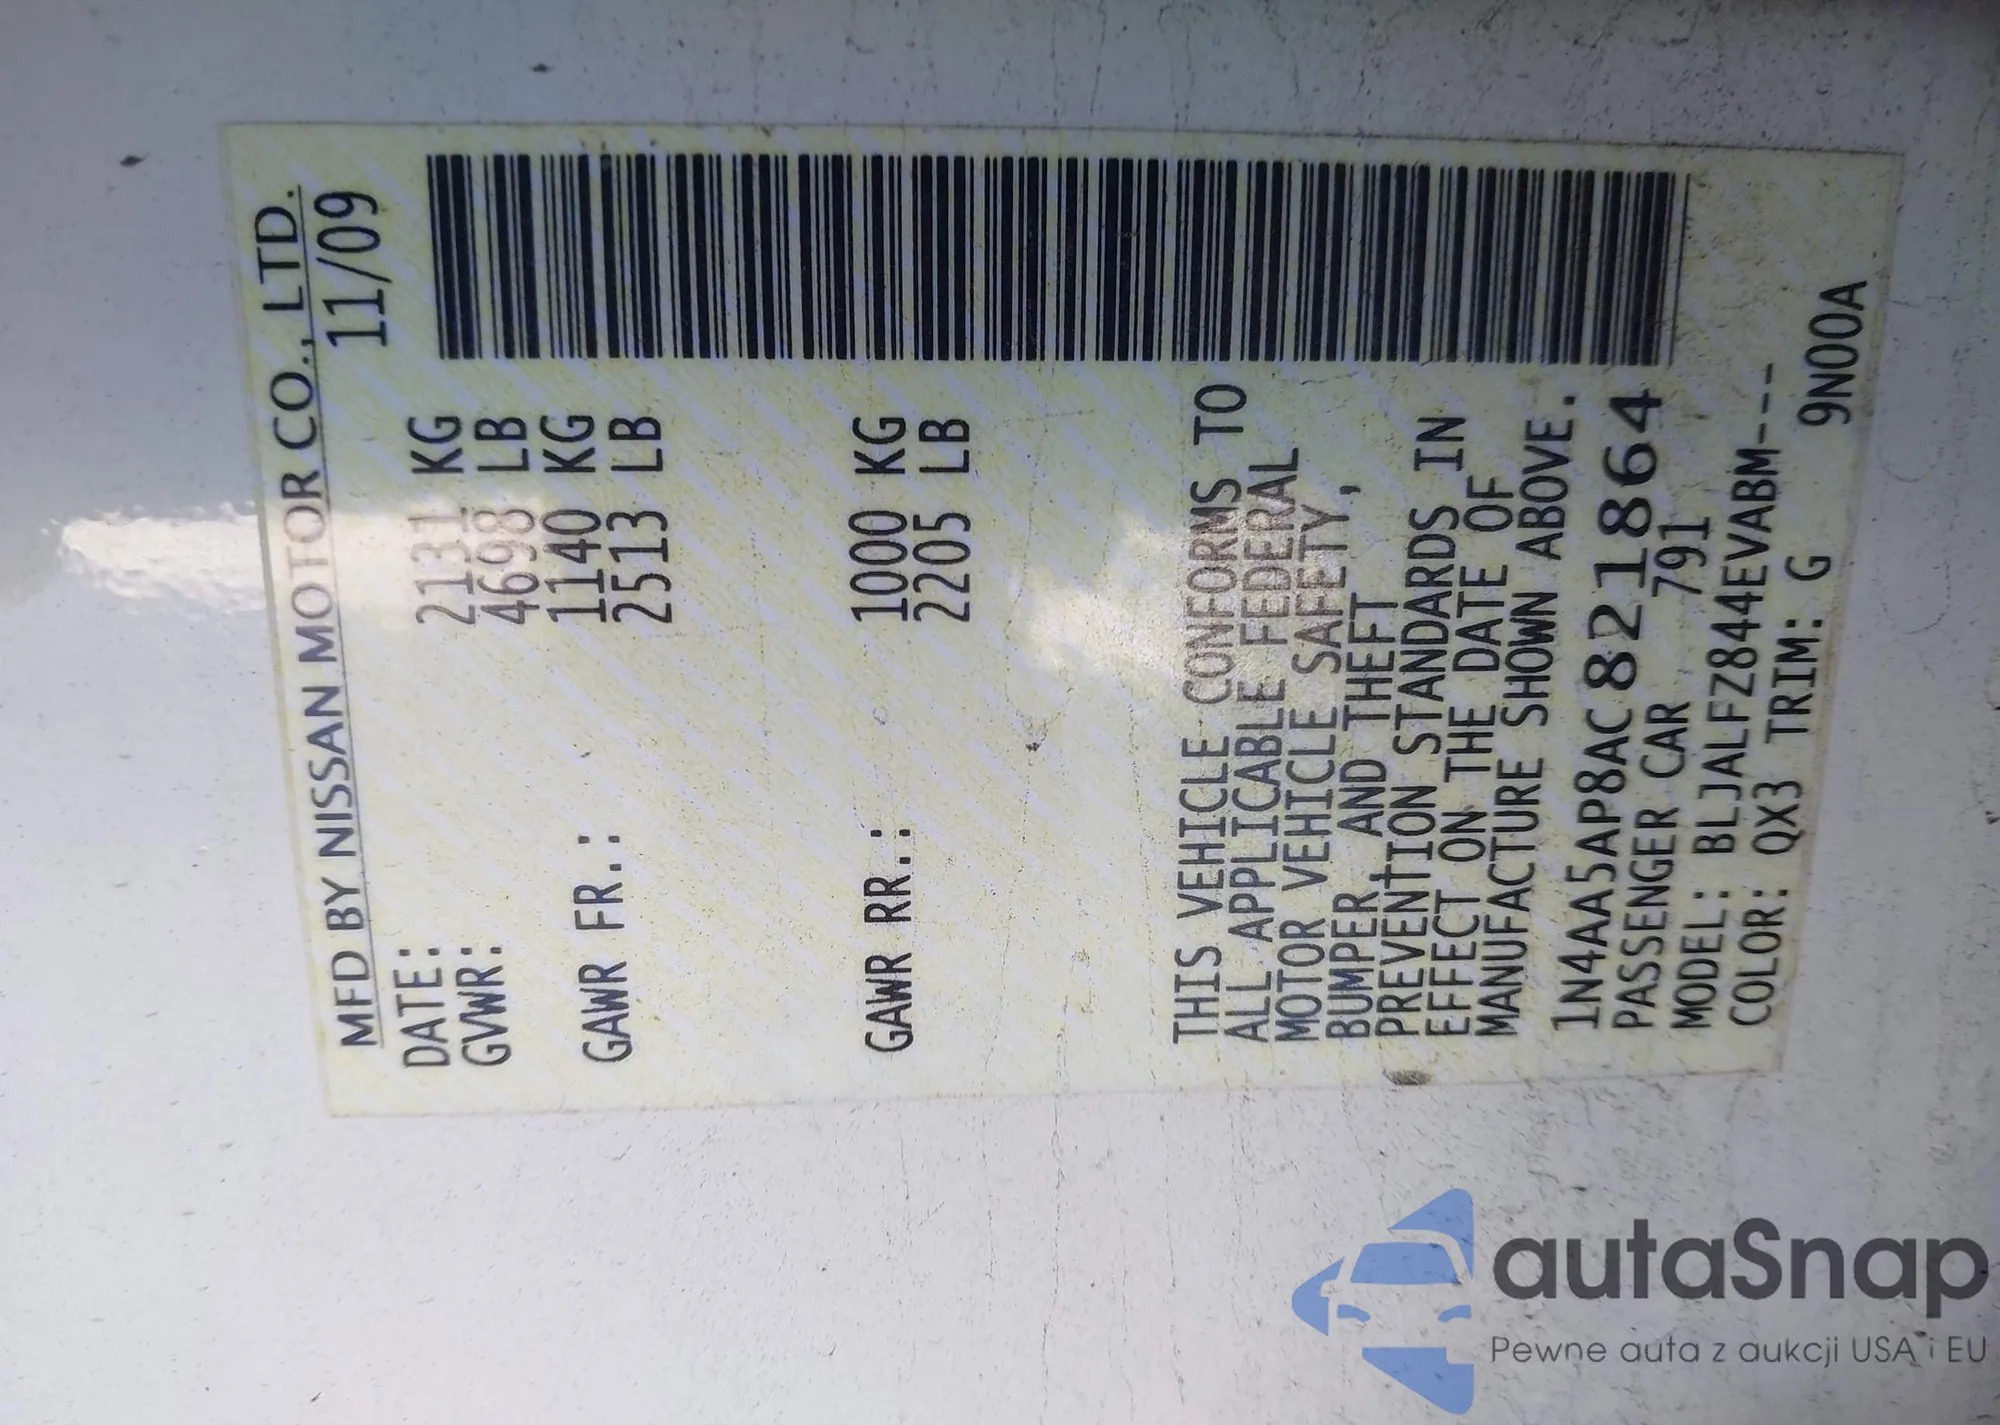 MFD BY NISSAN MOTOR CO., LTD.
DATE: 11/09
GVWR: 2131 KG
4698 LB
GAWR FR.: 1140 KG
2513 LB
GAWR RR.: 1000 KG
2205 LB
THIS VEHICLE CONFORMS TO
ALL APPLICABLE FEDERAL
MOTOR VEHICLE SAFETY,
BUMPER, AND THEFT
PREVENTION STANDARDS IN
EFFECT ON THE DATE OF
MANUFACTURE SHOWN ABOVE.
1N4AA5AP8AC821864
PASSENGER CAR 791
MODEL: BLJALFZ844EVABM---
COLOR: QX3 TRIM: G 9N00A
autaSnap
Pewne auta z aukcji USA i EU